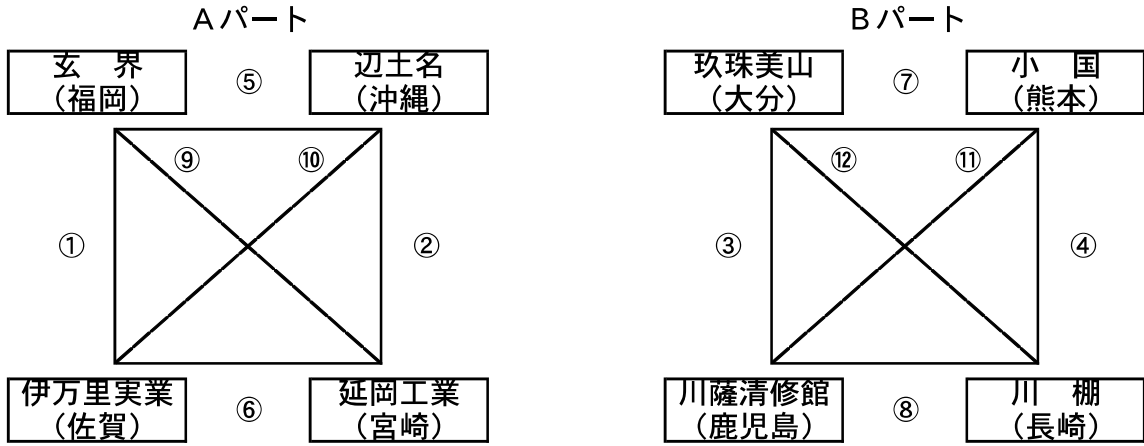 Aパート
Bパート
玄　界
(福岡)
⑤
辺土名
(沖縄)
玖珠美山
(大分)
⑦
小　国
(熊本)
⑨
⑩
⑫
⑪
①
②
③
④
伊万里実業
(佐賀)
⑥
延岡工業
(宮崎)
川薩清修館
(鹿児島)
⑧
川　棚
(長崎)